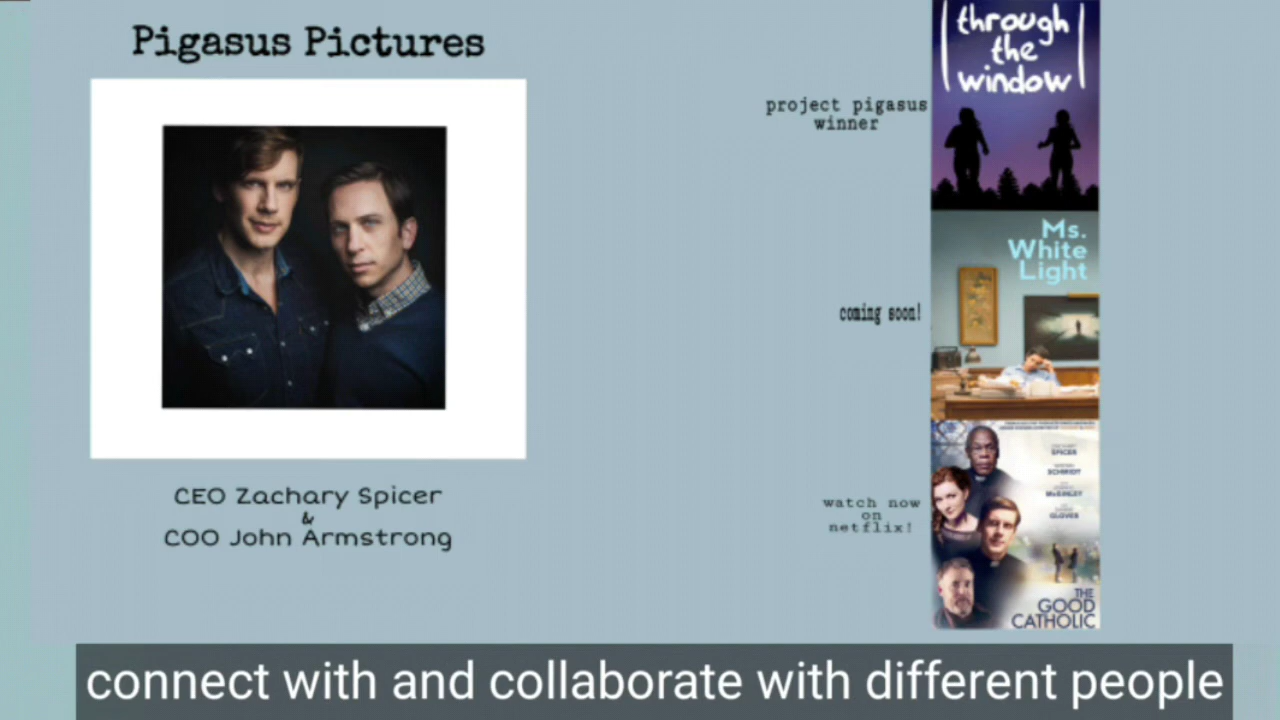 Pigasus Pictures
CEO Zachary Spicer
&
COO John Armstrong
project pigasus
winner
through
the
window
coming soon!
Ms.
White
Light
watch now
on
netflix!
SPICER
SCHMIDT
McGINLEY
GLOVER
THE
GOOD
CATHOLIC
connect with and collaborate with different people